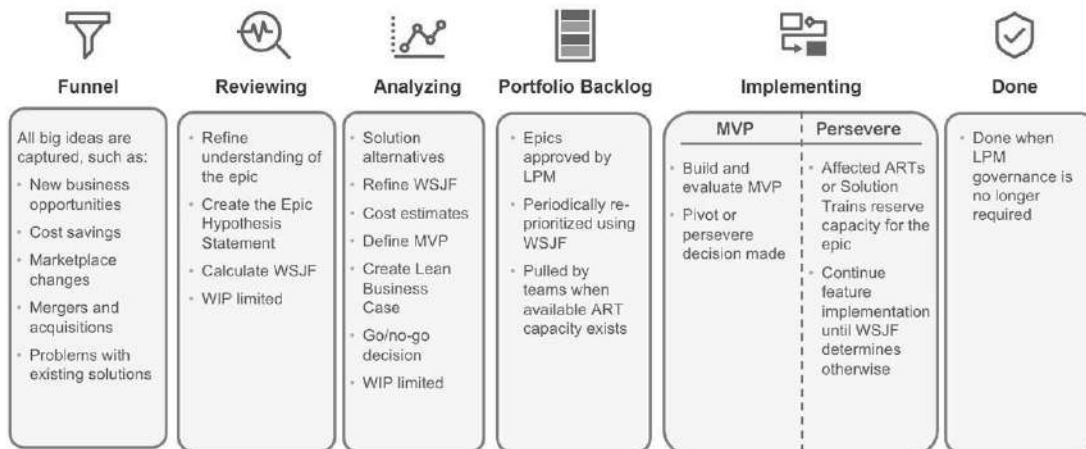 Funnel
Reviewing
Analyzing
Portfolio Backlog
Implementing
Done
All big ideas are
captured, such as:
• New business
opportunities
• Cost savings
• Marketplace
changes
• Mergers and
acquisitions
• Problems with
existing solutions
• Refine
understanding of
the epic
• Create the Epic
Hypothesis
Statement
• Calculate WSJF
• WIP limited
• Solution
alternatives
• Refine WSJF
• Cost estimates
• Define MVP
• Create Lean
Business
Case
• Go/no-go
decision
• WIP limited
• Epics
approved by
LPM
• Periodically re-
prioritized using
WSJF
• Pulled by
teams when
available ART
capacity exists
MVP
• Build and
evaluate MVP
• Pivot or
persevere
decision made
Persevere
• Affected ARTs
or Solution
Trains reserve
capacity for the
epic
• Continue
feature
implementation
until WSJF
determines
otherwise
• Done when
LPM
governance is
no longer
required